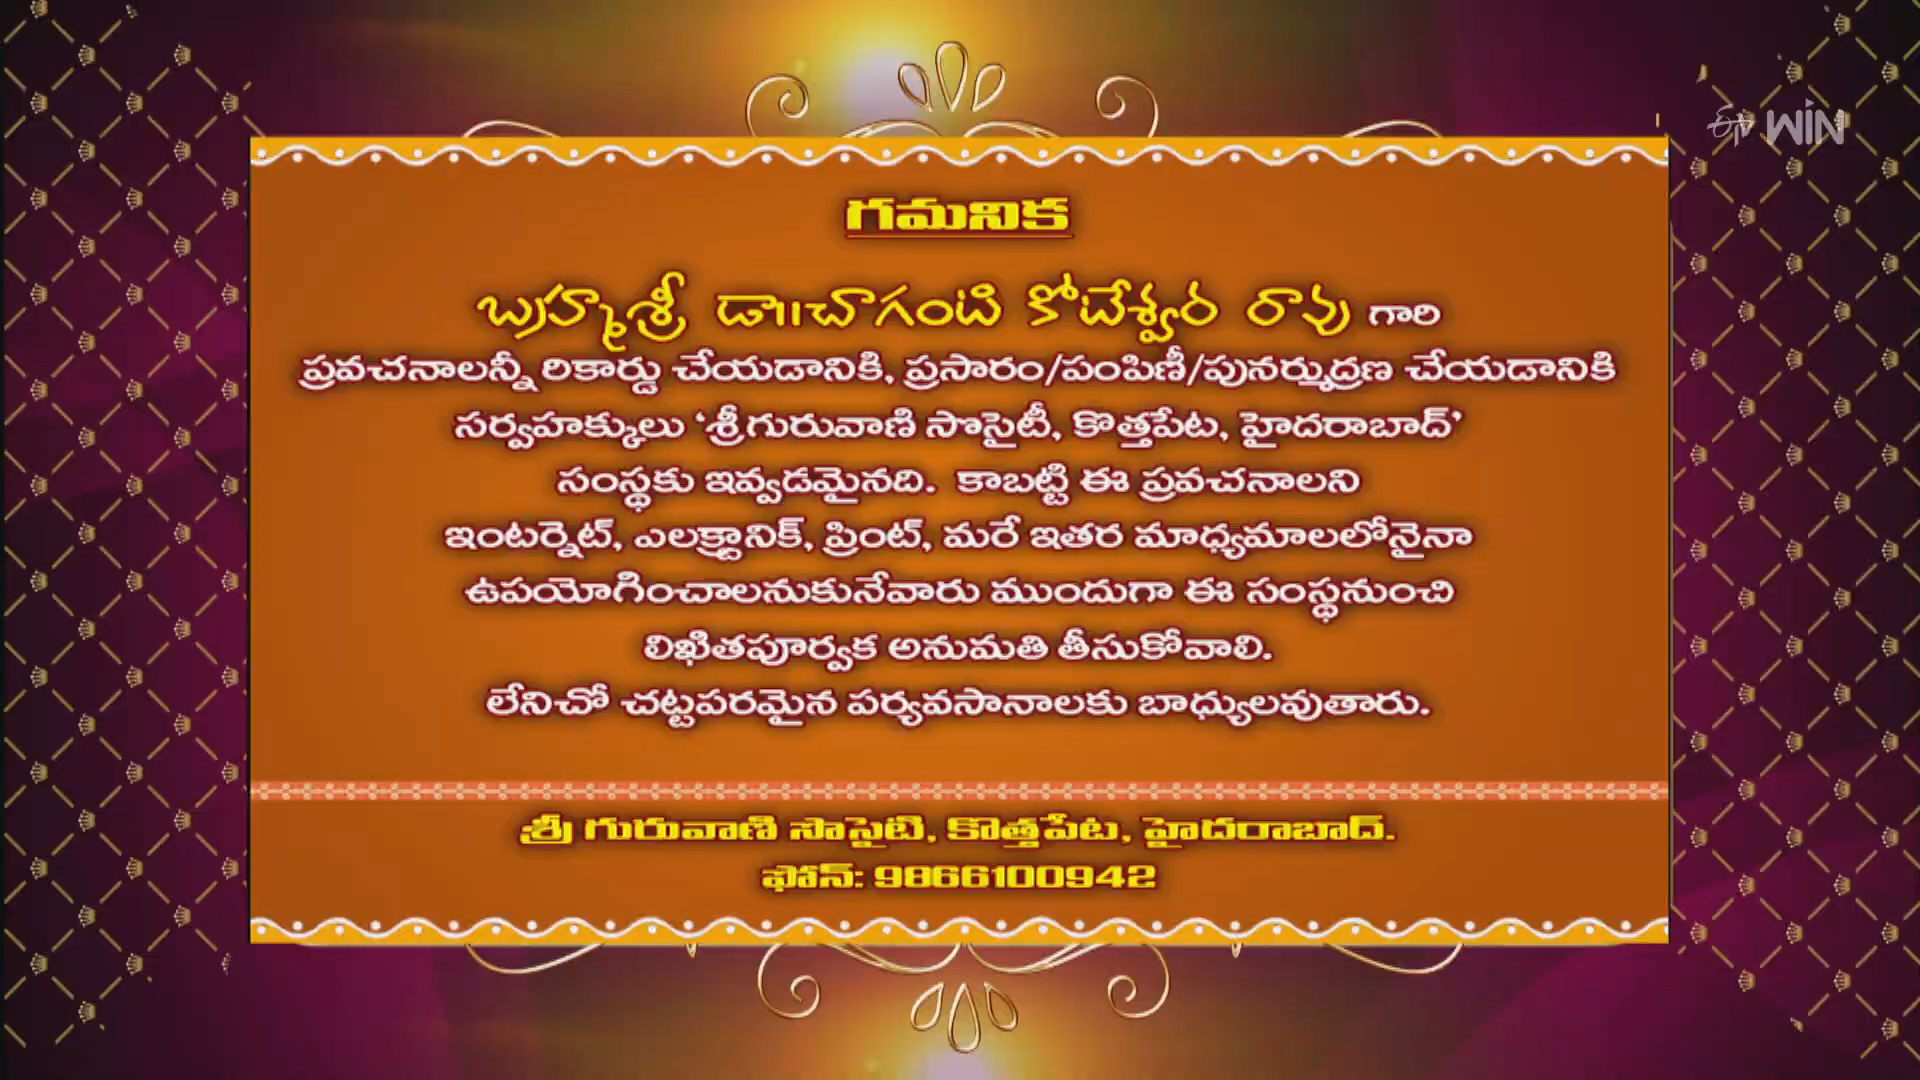 ఈటీవీ WIN
గమనిక
బ్రహ్మశ్రీ డా॥చాగంటి కోటేశ్వర రావు గారి
ప్రవచనాలన్నీ రికార్డు చేయడానికి, ప్రసారం/పంపిణీ/పునర్ముద్రణ చేయడానికి
సర్వహక్కులు ‘శ్రీగురువాణి సొసైటీ, కొత్తపేట, హైదరాబాద్’
సంస్థకు ఇవ్వడమైనది. కాబట్టి ఈ ప్రవచనాలని
ఇంటర్నెట్, ఎలక్ట్రానిక్, ప్రింట్, మరే ఇతర మాధ్యమాలలోనైనా
ఉపయోగించాలనుకునేవారు ముందుగా ఈ సంస్థనుంచి
లిఖితపూర్వక అనుమతి తీసుకోవాలి.
లేనిచో చట్టపరమైన పర్యవసానాలకు బాధ్యులవుతారు.
శ్రీ గురువాణి సొసైటి, కొత్తపేట, హైదరాబాద్.
ఫోన్: 9866100942